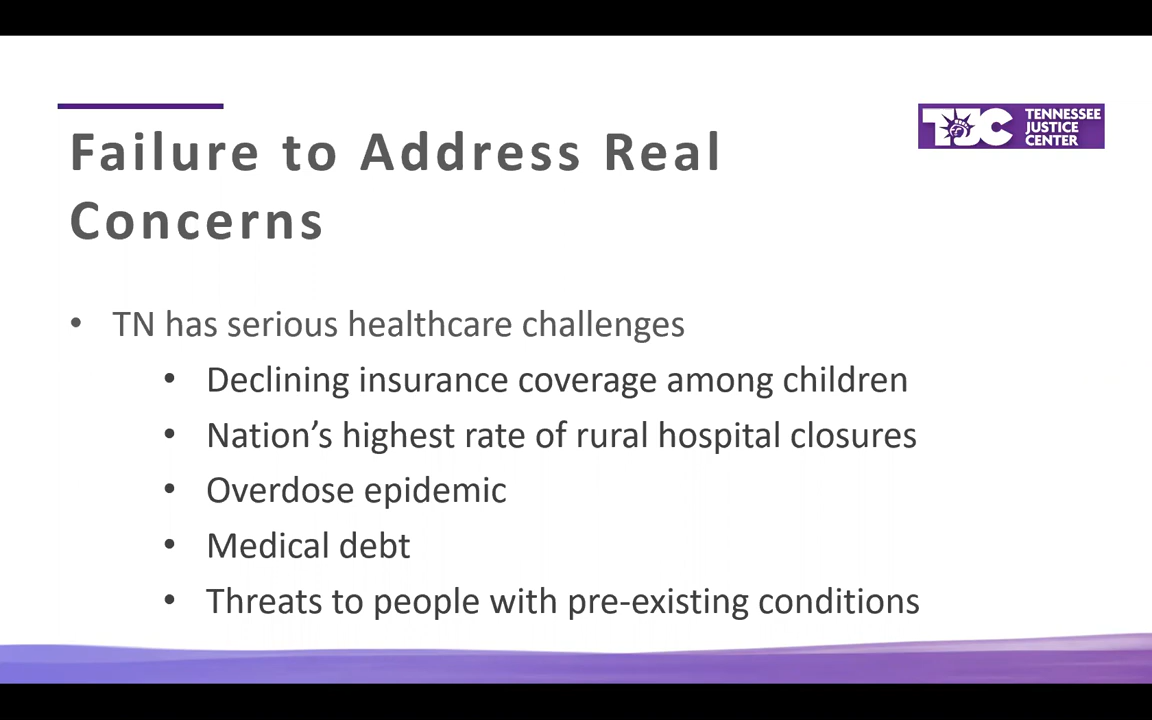 Failure to Address Real
Concerns
TJC
TENNESSEE
JUSTICE
CENTER
• TN has serious healthcare challenges
• Declining insurance coverage among children
• Nation’s highest rate of rural hospital closures
• Overdose epidemic
• Medical debt
• Threats to people with pre-existing conditions